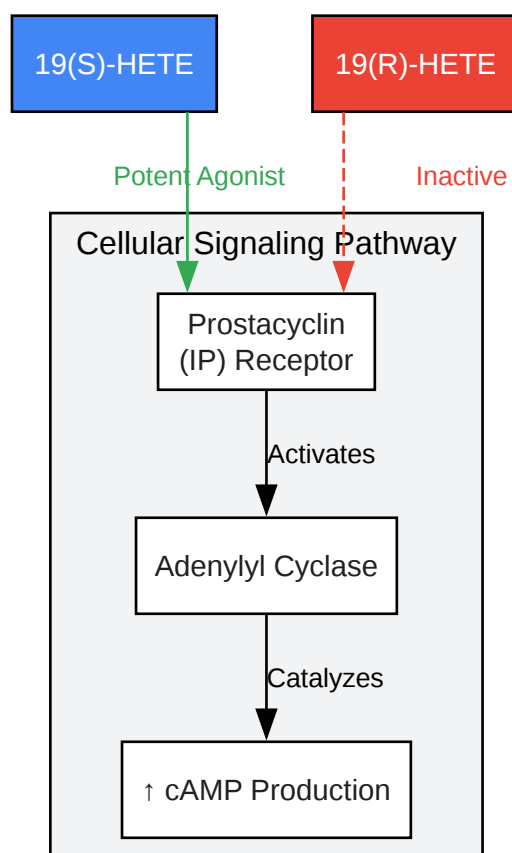 19(S)-HETE
19(R)-HETE
Potent Agonist
Inactive
Cellular Signaling Pathway
Prostacyclin
(IP) Receptor
Activates
Adenylyl Cyclase
Catalyzes
↑ cAMP Production